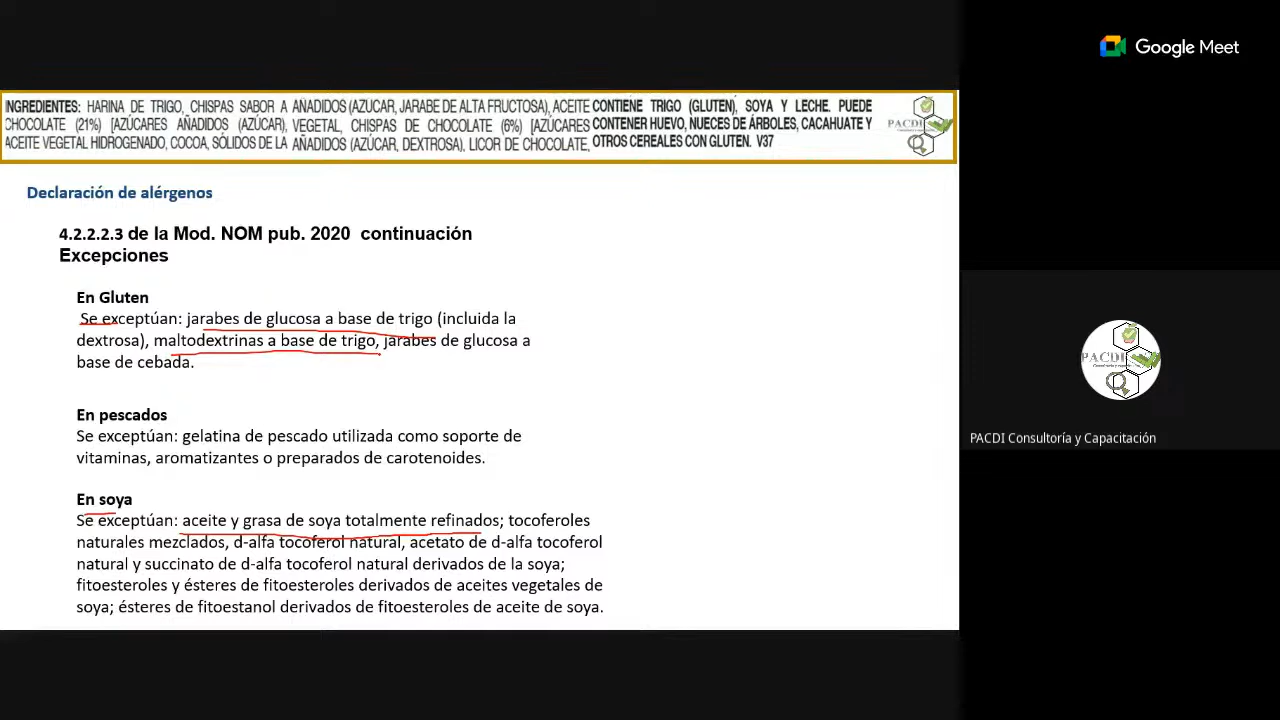 Google Meet
INGREDIENTES: HARINA DE TRIGO, CHISPAS SABOR A
CHOCOLATE (21%) [AZÚCARES AÑADIDOS (AZÚCAR),
ACEITE VEGETAL HIDROGENADO, COCOA, SÓLIDOS DE LA
AÑADIDOS (AZUCAR, JARABE DE ALTA FRUCTOSA), ACEITE
VEGETAL, CHISPAS DE CHOCOLATE (6%) [AZÚCARES
AÑADIDOS (AZÚCAR, DEXTROSA), LICOR DE CHOCOLATE,
CONTIENE TRIGO (GLUTEN), SOYA Y LECHE. PUEDE
CONTENER HUEVO, NUECES DE ÁRBOLES, CACAHUATE Y
OTROS CEREALES CON GLUTEN. V37
PACDI
Declaración de alérgenos
4.2.2.2.3 de la Mod. NOM pub. 2020 continuación
Excepciones
En Gluten
Se exceptúan: jarabes de glucosa a base de trigo (incluida la
dextrosa), maltodextrinas a base de trigo, jarabes de glucosa a
base de cebada.
En pescados
Se exceptúan: gelatina de pescado utilizada como soporte de
vitaminas, aromatizantes o preparados de carotenoides.
En soya
Se exceptúan: aceite y grasa de soya totalmente refinados; tocoferoles
naturales mezclados, d-alfa tocoferol natural, acetato de d-alfa tocoferol
natural y succinato de d-alfa tocoferol natural derivados de la soya;
fitoesteroles y ésteres de fitoesteroles derivados de aceites vegetales de
soya; ésteres de fitoestanol derivados de fitoesteroles de aceite de soya.
PACDI
PACDI Consultoría y Capacitación